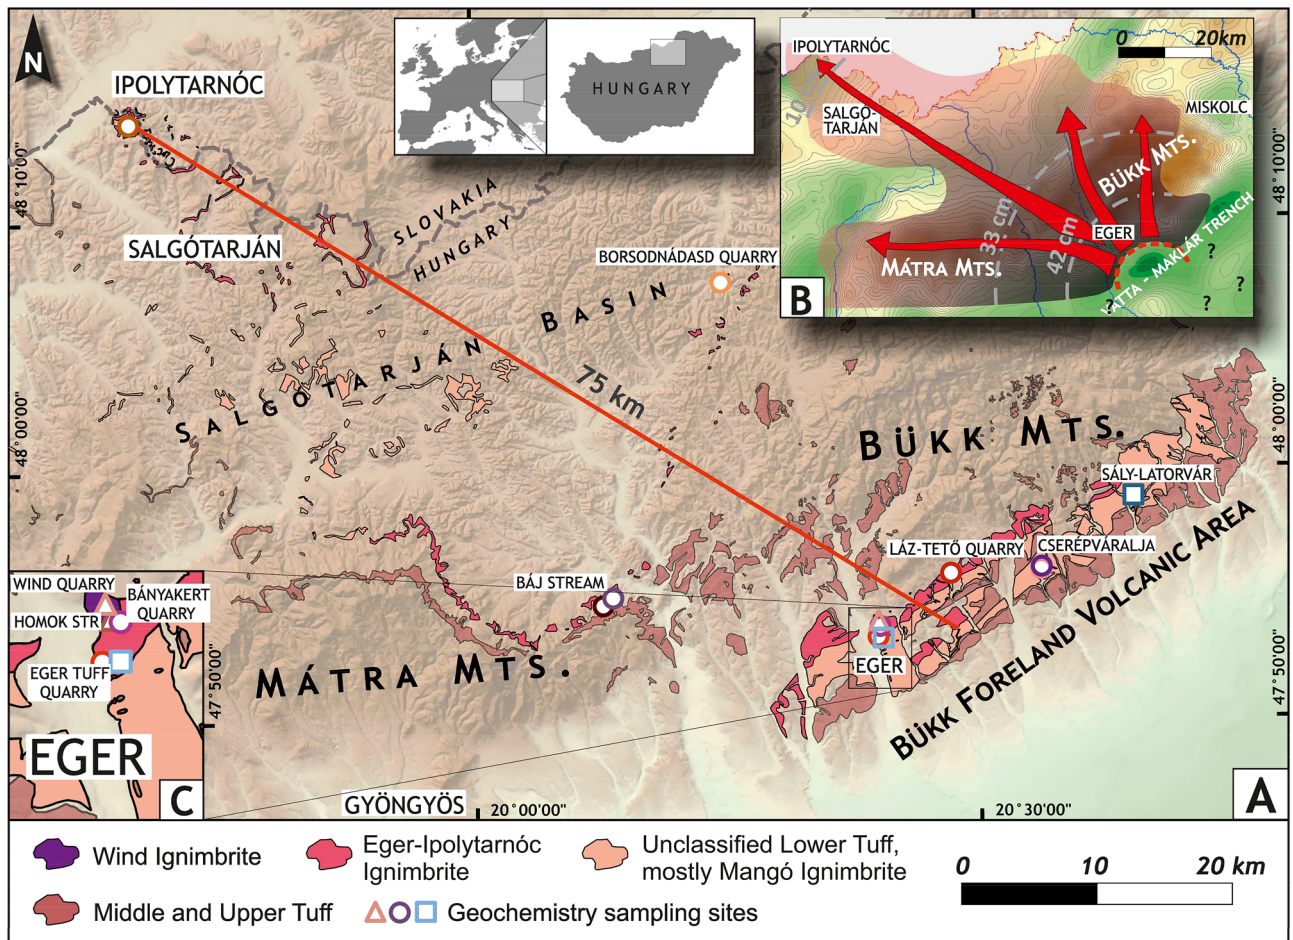 N
IPOLYTARNÓC
SALGÓTARJÁN
SLOVAKIA
HUNGARY
HUNGARY
BORSODNÁDASD QUARRY
SALGÓTARJÁN BASIN
75 km
BÜKK MTS.
SÁLY-LATORVÁR
LÁZ-TETŐ QUARRY
CSERÉPVÁRALJA
BÁJ STREAM
EGER
MÁTRA MTS.
BÜKK FORELAND VOLCANIC AREA
GYÖNGYÖS
48°10'00"
48°00'00"
47°50'00"
48°10'00"
48°00'00"
47°50'00"
20°00'00"
20°30'00"
A
IPOLYTARNÓC
SALGÓ-
TARJÁN
0 20km
MISKOLC
BÜKK MTS.
EGER
MÁTRA MTS.
10
33 cm
42 cm
VATTA - MAKLÁR TRENCH
?
?
?
?
B
WIND QUARRY
BÁNYAKERT
QUARRY
HOMOK STR
EGER TUFF
QUARRY
EGER
C
Wind Ignimbrite
Eger-Ipolytarnóc
Ignimbrite
Unclassified Lower Tuff,
mostly Mangó Ignimbrite
Middle and Upper Tuff
Geochemistry sampling sites
0 10 20 km